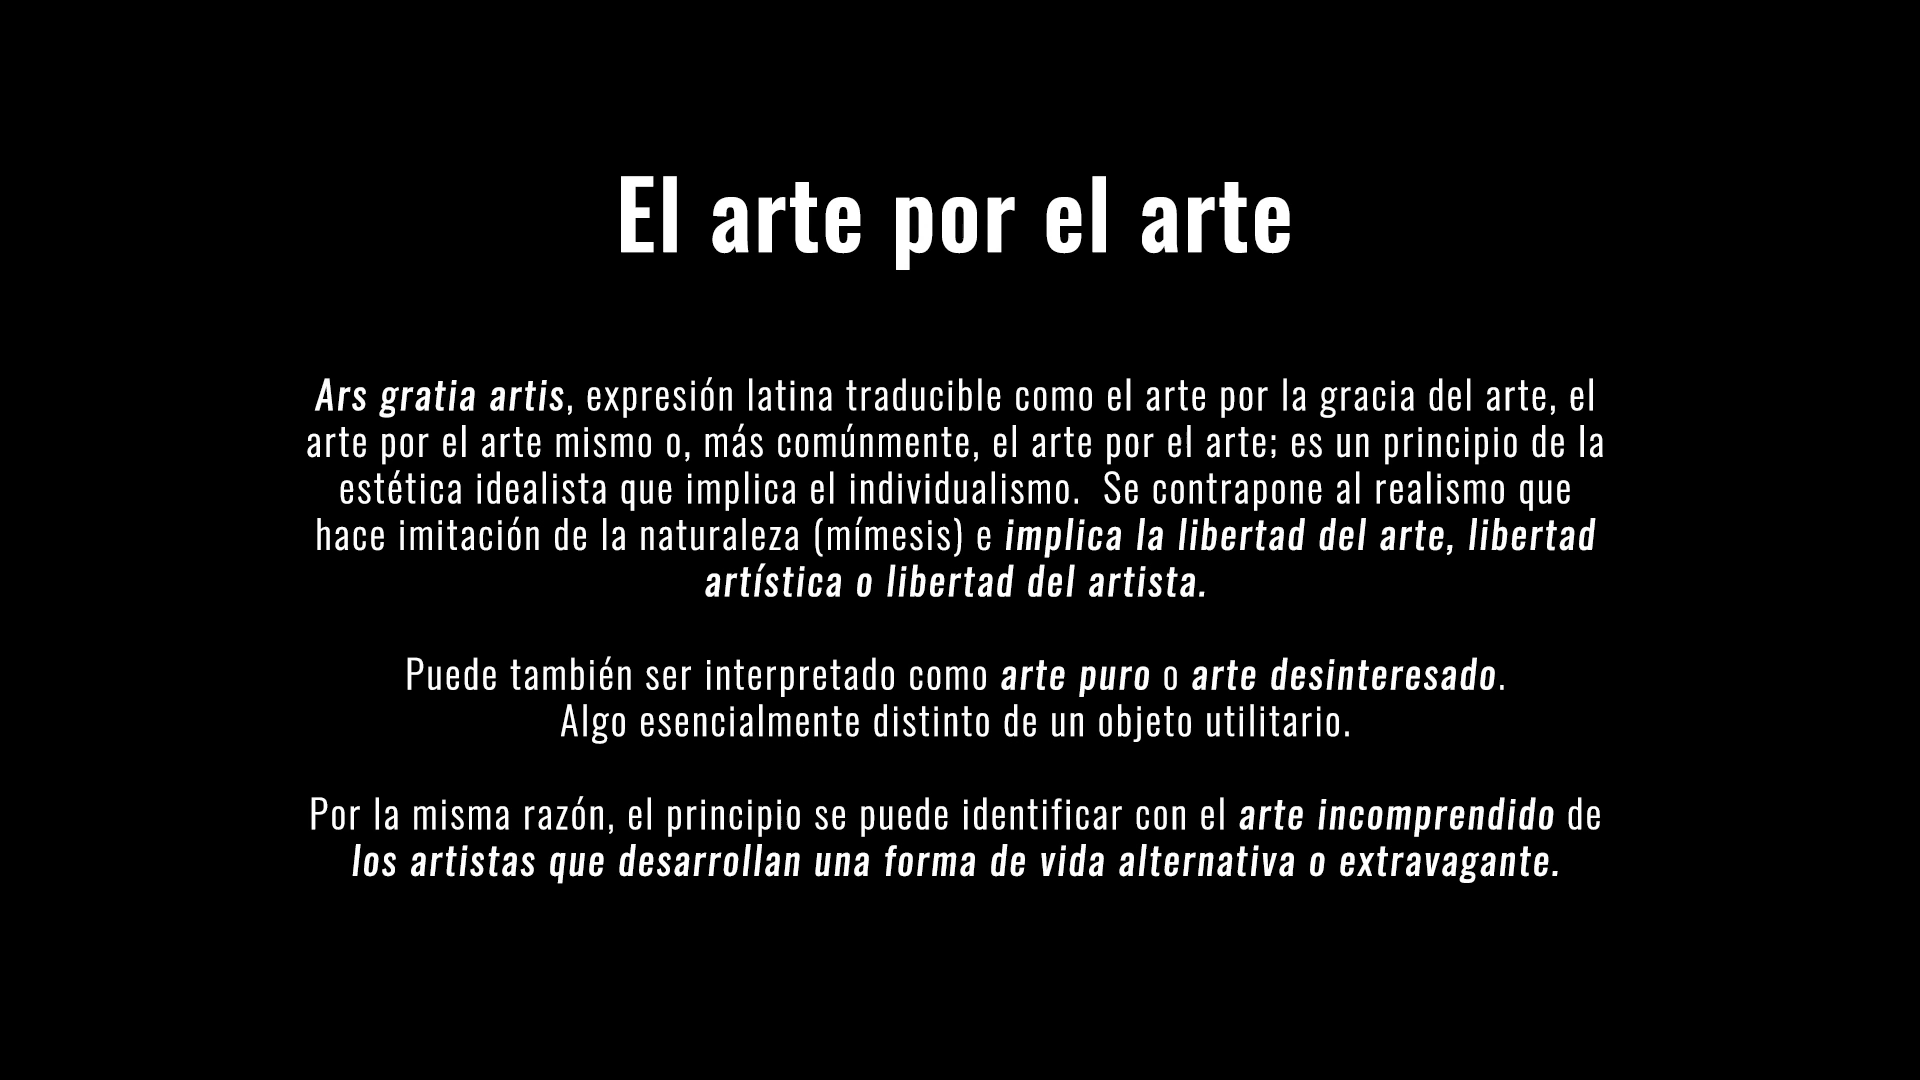 El arte por el arte
Ars gratia artis, expresión latina traducible como el arte por la gracia del arte, el
arte por el arte mismo o, más comúnmente, el arte por el arte; es un principio de la
estética idealista que implica el individualismo.  Se contrapone al realismo que
hace imitación de la naturaleza (mímesis) e implica la libertad del arte, libertad
artística o libertad del artista.
Puede también ser interpretado como arte puro o arte desinteresado.
Algo esencialmente distinto de un objeto utilitario.
Por la misma razón, el principio se puede identificar con el arte incomprendido de
los artistas que desarrollan una forma de vida alternativa o extravagante.